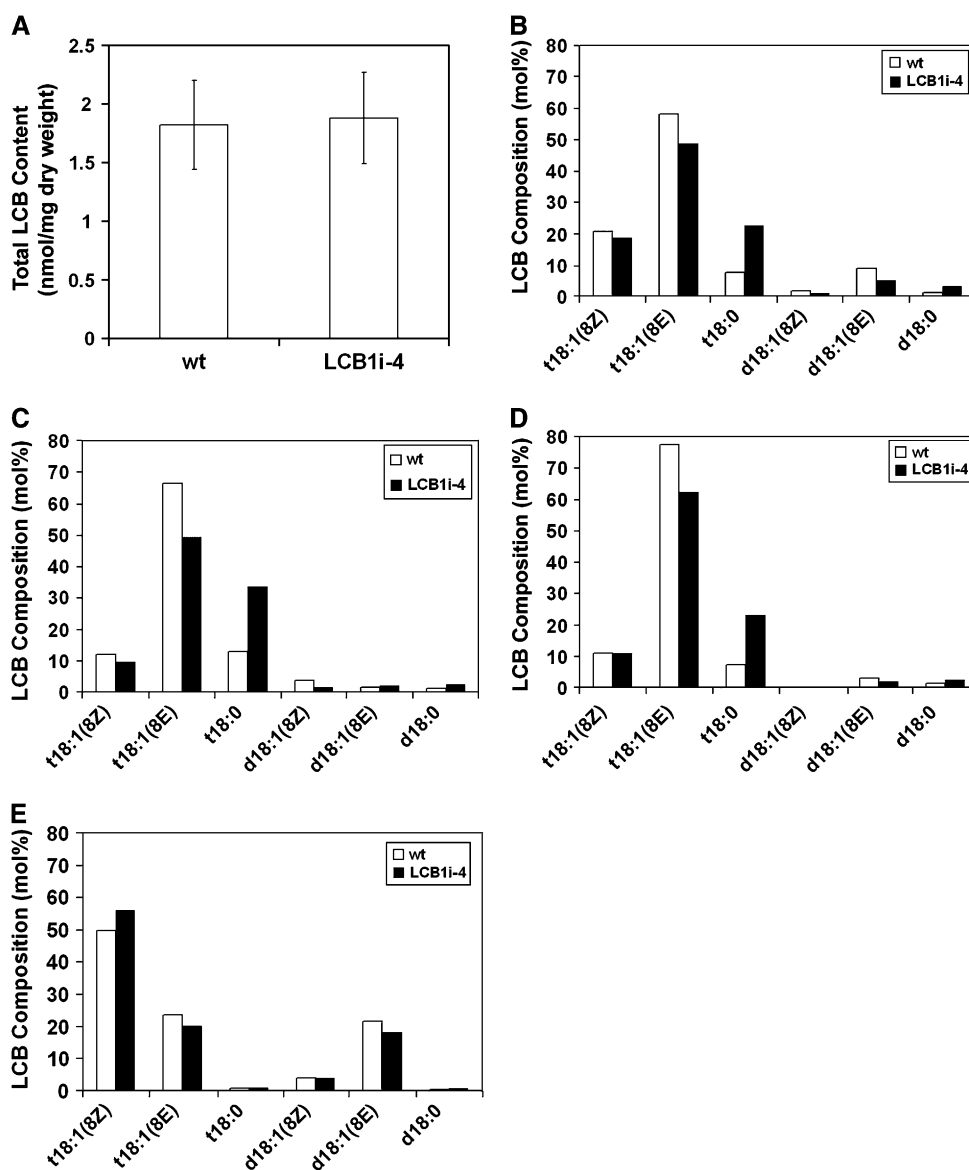 A
Total LCB Content
(nmol/mg dry weight)
2.5
2
1.5
1
0.5
0
wt
LCB1i-4
B
LCB Composition (mol%)
80
70
60
50
40
30
20
10
0
wt
LCB1i-4
t18:1(8Z)
t18:1(8E)
t18:0
d18:1(8Z)
d18:1(8E)
d18:0
C
LCB Composition (mol%)
80
70
60
50
40
30
20
10
0
wt
LCB1i-4
t18:1(8Z)
t18:1(8E)
t18:0
d18:1(8Z)
d18:1(8E)
d18:0
D
LCB Composition (mol%)
80
70
60
50
40
30
20
10
0
wt
LCB1i-4
t18:1(8Z)
t18:1(8E)
t18:0
d18:1(8Z)
d18:1(8E)
d18:0
E
LCB Composition (mol%)
80
70
60
50
40
30
20
10
0
wt
LCB1i-4
t18:1(8Z)
t18:1(8E)
t18:0
d18:1(8Z)
d18:1(8E)
d18:0